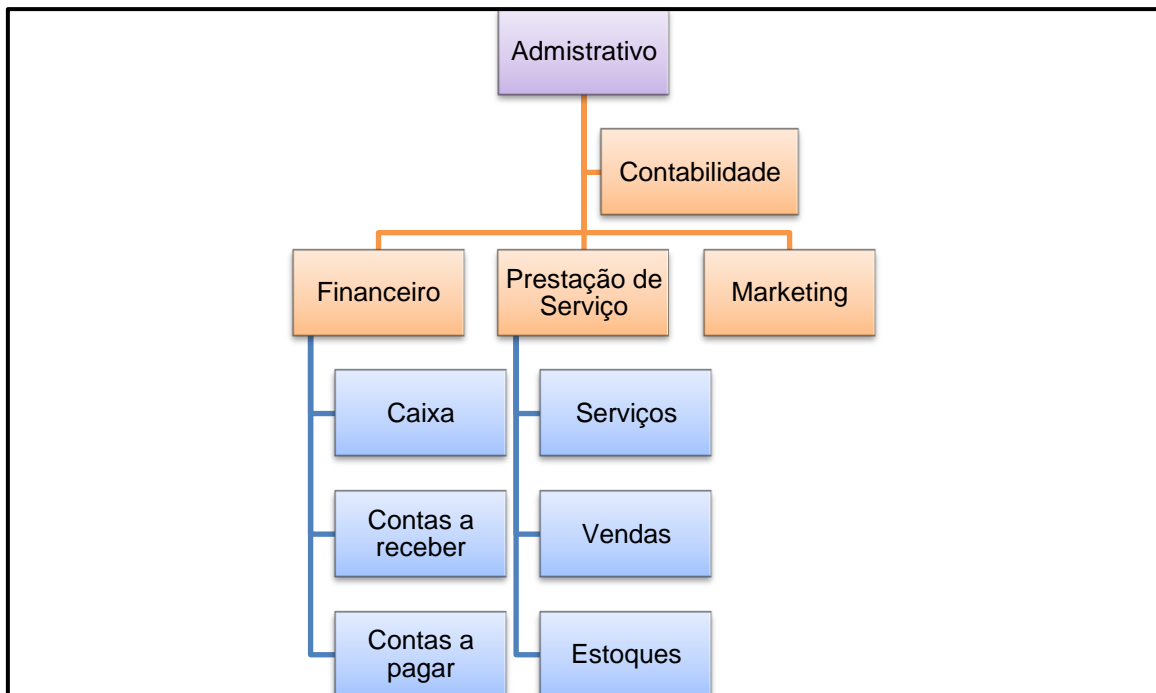 Admistrativo
Contabilidade
Financeiro
Prestação de
Serviço
Marketing
Caixa
Serviços
Contas a
receber
Vendas
Contas a
pagar
Estoques